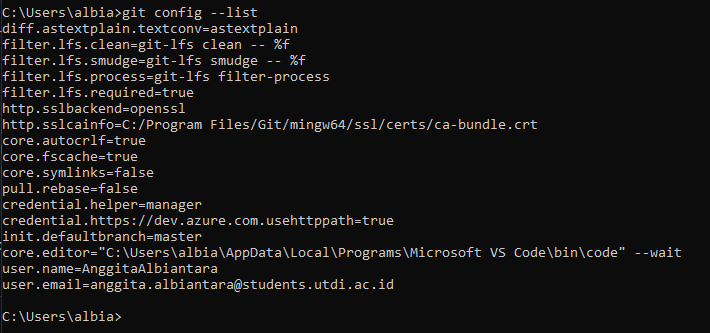 C:\Users\albia>git config --list
diff.astextplain.textconv=astextplain
filter.lfs.clean=git-lfs clean -- %f
filter.lfs.smudge=git-lfs smudge -- %f
filter.lfs.process=git-lfs filter-process
filter.lfs.required=true
http.sslbackend=openssl
http.sslcainfo=C:/Program Files/Git/mingw64/ssl/certs/ca-bundle.crt
core.autocrlf=true
core.fscache=true
core.symlinks=false
pull.rebase=false
credential.helper=manager
credential.https://dev.azure.com.usehttppath=true
init.defaultbranch=master
core.editor="C:\Users\albia\AppData\Local\Programs\Microsoft VS Code\bin\code" --wait
user.name=AnggitaAlbiantara
user.email=anggita.albiantara@students.utdi.ac.id
C:\Users\albia>